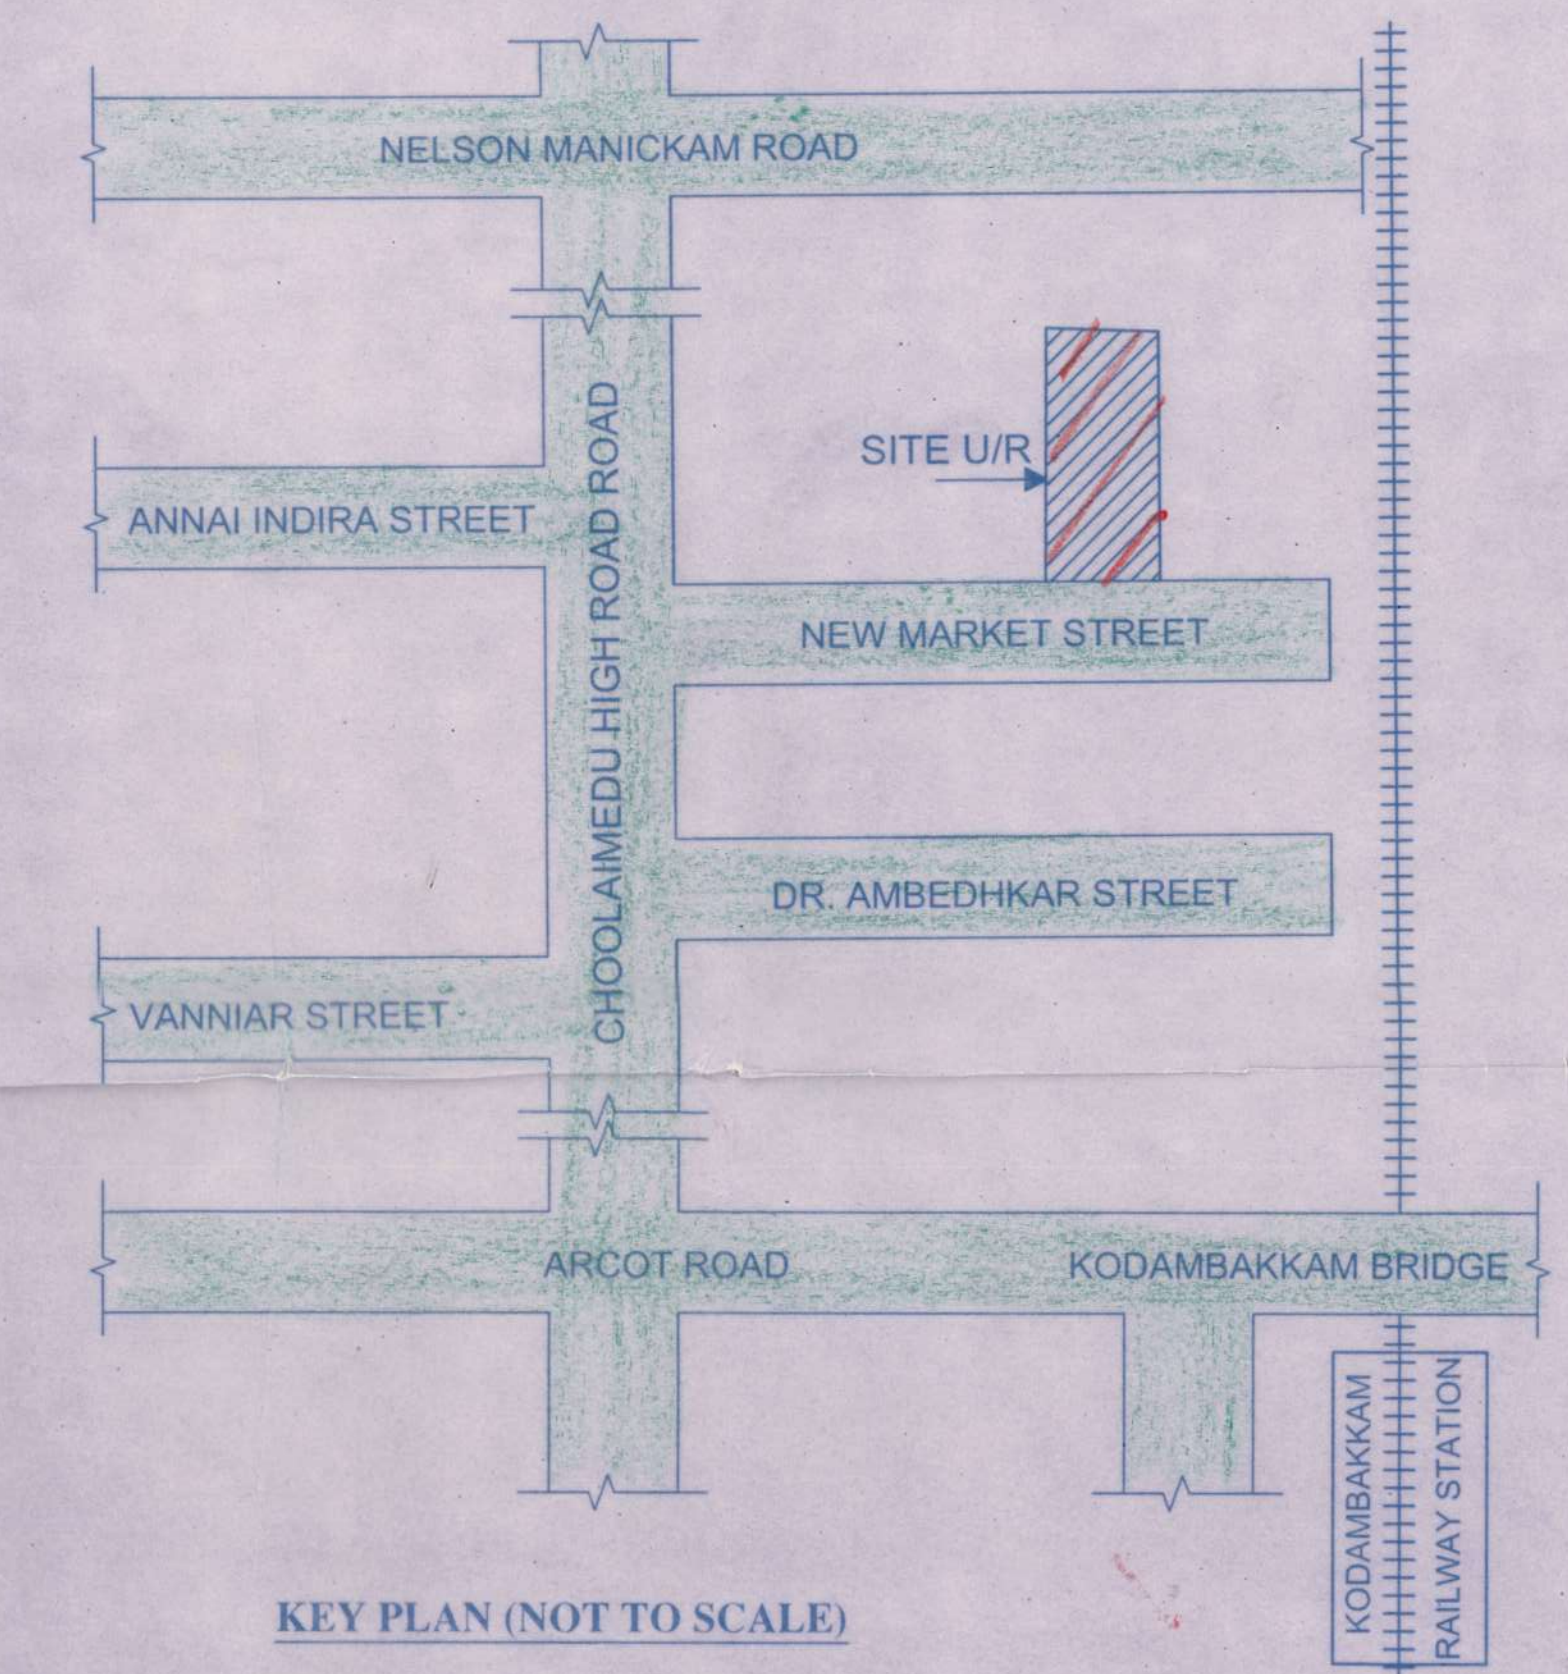 NELSON MANICKAM ROAD
SITE U/R
ANNAI INDIRA STREET
CHOOLAIMEDU HIGH ROAD ROAD
NEW MARKET STREET
DR. AMBEDHKAR STREET
VANNIAR STREET
ARCOT ROAD
KODAMBAKKAM BRIDGE
KODAMBAKKAM
RAILWAY STATION
KEY PLAN (NOT TO SCALE)